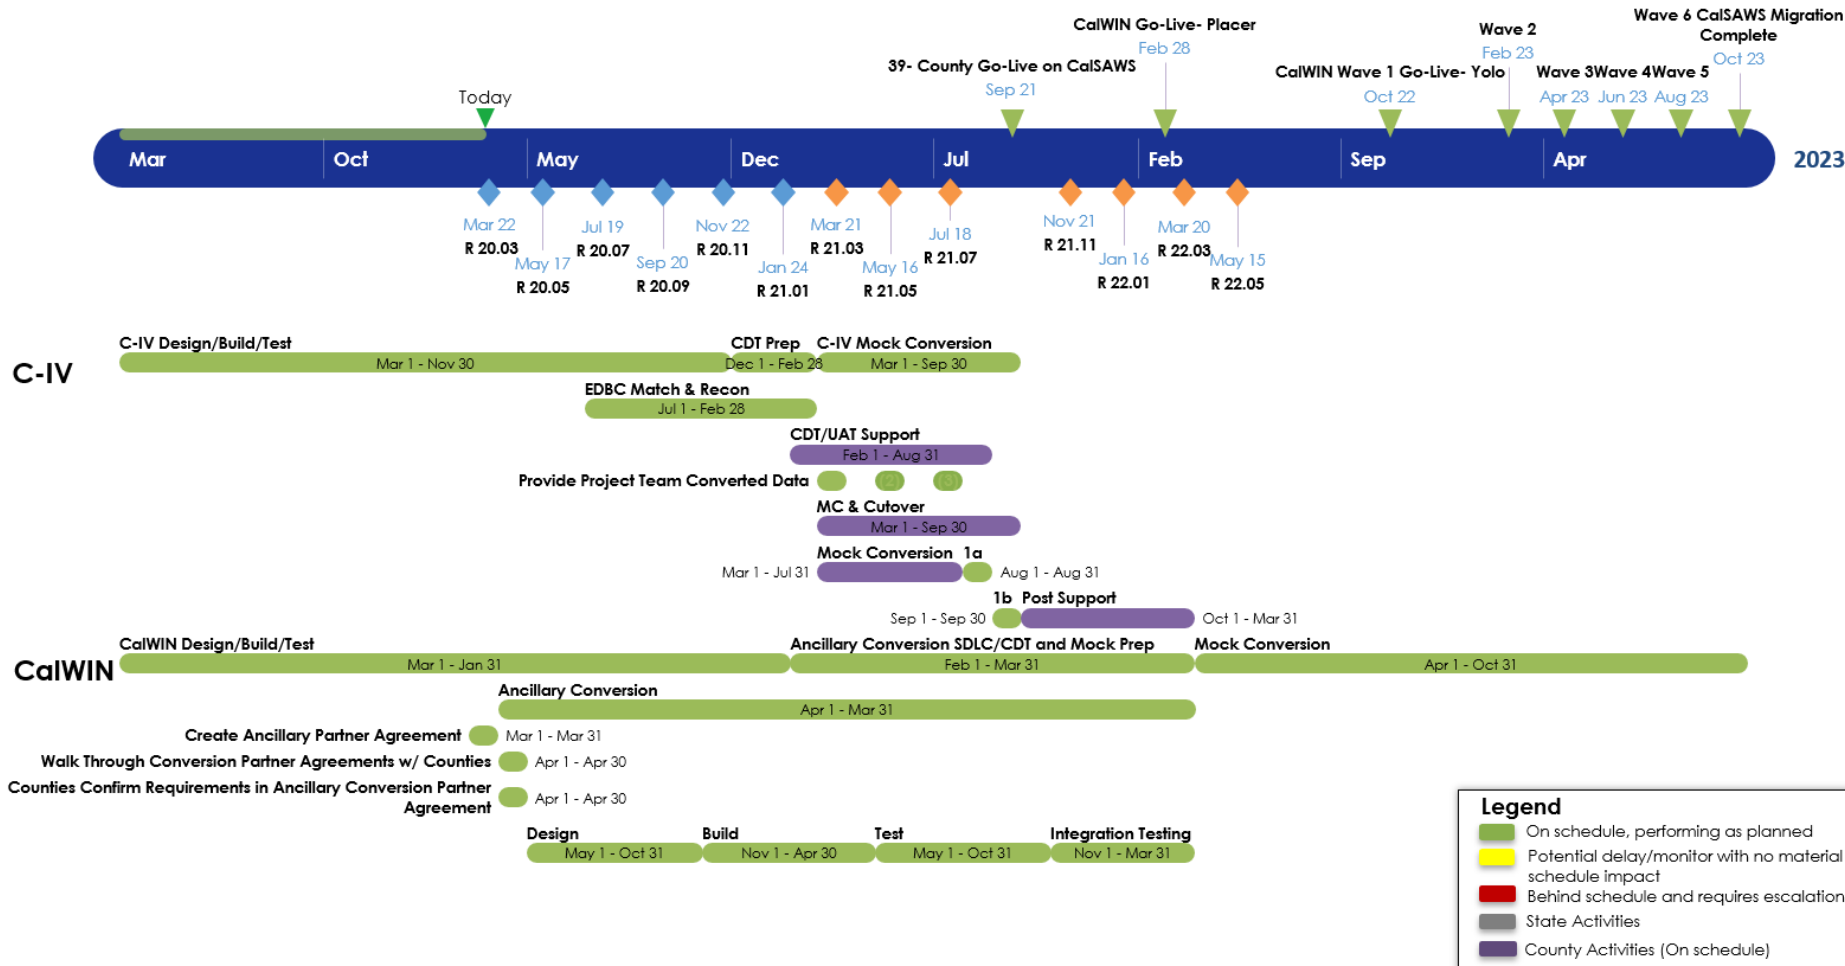 Wave 6 CalSAWS Migration
Complete
Oct 23
CalWIN Go-Live- Placer
Feb 28
Wave 2
Feb 23
39- County Go-Live on CalSAWS
Sep 21
CalWIN Wave 1 Go-Live- Yolo
Oct 22
Wave 3 Wave 4 Wave 5
Apr 23 Jun 23 Aug 23
Today
Mar Oct May Dec Jul Feb Sep Apr 2023
Mar 22
R 20.03
May 17
R 20.05
Jul 19
R 20.07
Sep 20
R 20.09
Nov 22
R 20.11
Jan 24
R 21.01
Mar 21
R 21.03
May 16
R 21.05
Jul 18
R 21.07
Nov 21
R 21.11
Jan 16
R 22.01
Mar 20
R 22.03
May 15
R 22.05
C-IV
C-IV Design/Build/Test
Mar 1 - Nov 30
CDT Prep
Dec 1 - Feb 28
C-IV Mock Conversion
Mar 1 - Sep 30
EDBC Match & Recon
Jul 1 - Feb 28
CDT/UAT Support
Feb 1 - Aug 31
Provide Project Team Converted Data (2) (3)
MC & Cutover
Mar 1 - Sep 30
Mock Conversion 1a
Mar 1 - Jul 31 Aug 1 - Aug 31
1b Post Support
Sep 1 - Sep 30 Oct 1 - Mar 31
CalWIN
CalWIN Design/Build/Test
Mar 1 - Jan 31
Ancillary Conversion SDLC/CDT and Mock Prep
Feb 1 - Mar 31
Mock Conversion
Apr 1 - Oct 31
Ancillary Conversion
Apr 1 - Mar 31
Create Ancillary Partner Agreement Mar 1 - Mar 31
Walk Through Conversion Partner Agreements w/ Counties Apr 1 - Apr 30
Counties Confirm Requirements in Ancillary Conversion Partner
Agreement Apr 1 - Apr 30
Design
May 1 - Oct 31
Build
Nov 1 - Apr 30
Test
May 1 - Oct 31
Integration Testing
Nov 1 - Mar 31
Legend
On schedule, performing as planned
Potential delay/monitor with no material
schedule impact
Behind schedule and requires escalation
State Activities
County Activities (On schedule)